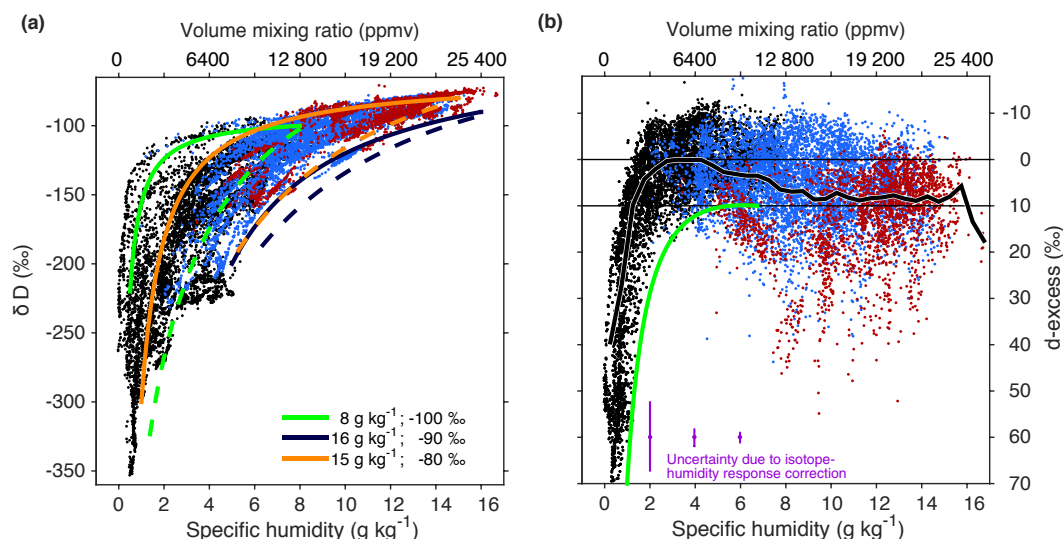 (a)
Volume mixing ratio (ppmv)
0 6400 12 800 19 200 25 400
-100
-150
-200
-250
-300
-350
δ D (‰)
8 g kg⁻¹ ; -100 ‰
16 g kg⁻¹; -90 ‰
15 g kg⁻¹ ; -80 ‰
0 2 4 6 8 10 12 14 16
Specific humidity (g kg⁻¹)
(b)
Volume mixing ratio (ppmv)
0 6400 12 800 19 200 25 400
-10
0
10
20
30
40
50
60
70
d-excess (‰)
Uncertainty due to isotope-
humidity response correction
0 2 4 6 8 10 12 14 16
Specific humidity (g kg⁻¹)